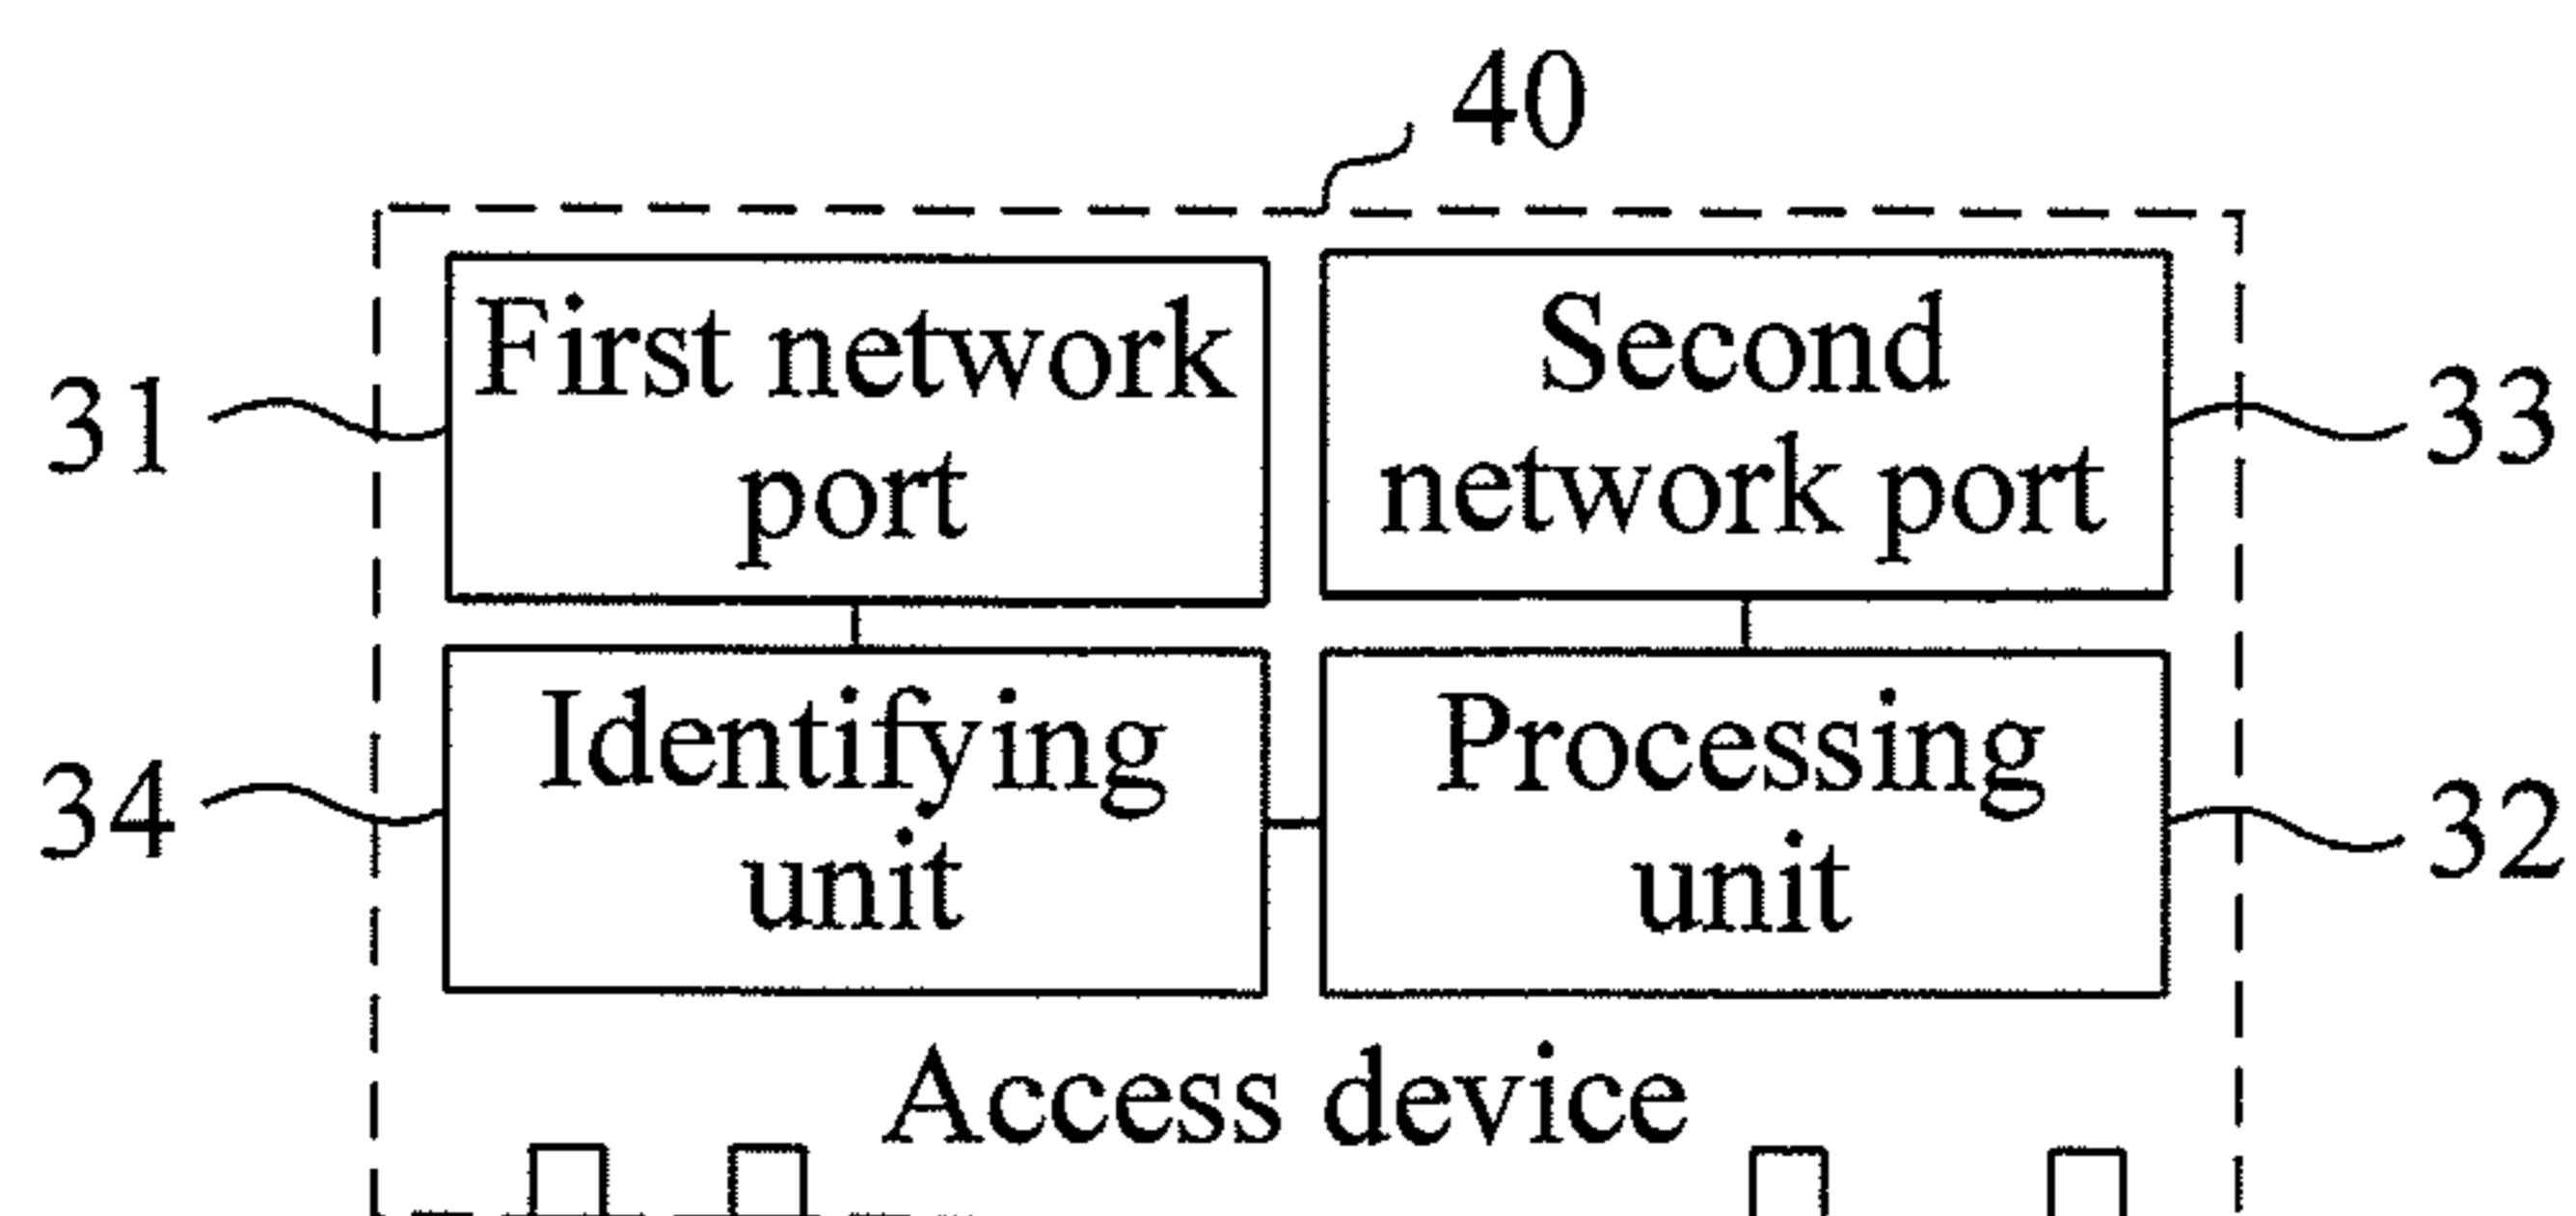 40
First network
port
Second
network port
31
33
Identifying
unit
Processing
unit
34
32
Access device